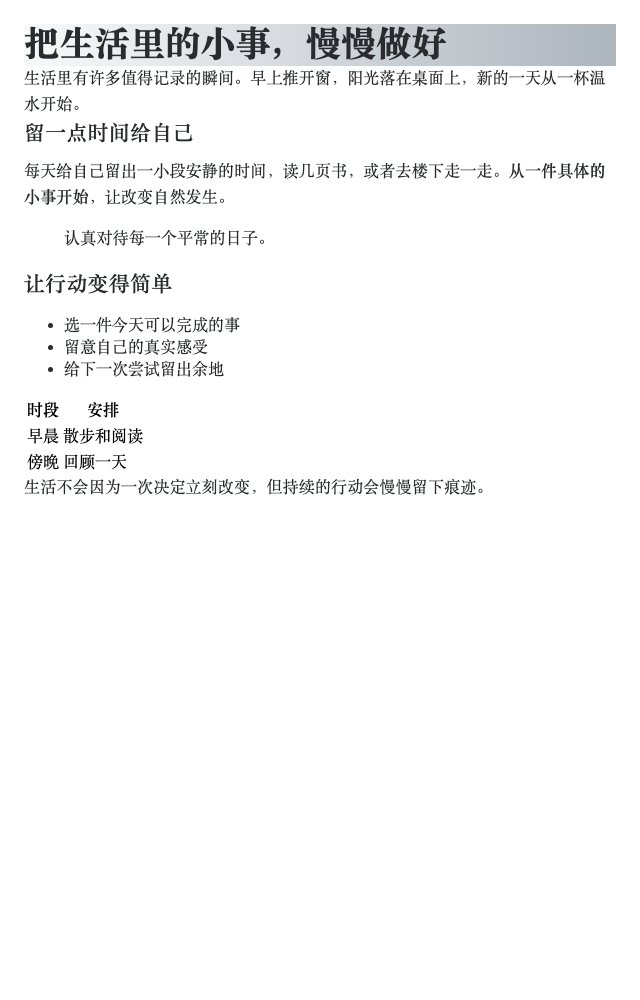 把生活里的小事，慢慢做好
生活里有许多值得记录的瞬间。早上推开窗，阳光落在桌面上，新的一天从一杯温
水开始。
留一点时间给自己
每天给自己留出一小段安静的时间，读几页书，或者去楼下走一走。从一件具体的
小事开始，让改变自然发生。
认真对待每一个平常的日子。
让行动变得简单
• 选一件今天可以完成的事
• 留意自己的真实感受
• 给下一次尝试留出余地
时段 安排
早晨 散步和阅读
傍晚 回顾一天
生活不会因为一次决定立刻改变，但持续的行动会慢慢留下痕迹。